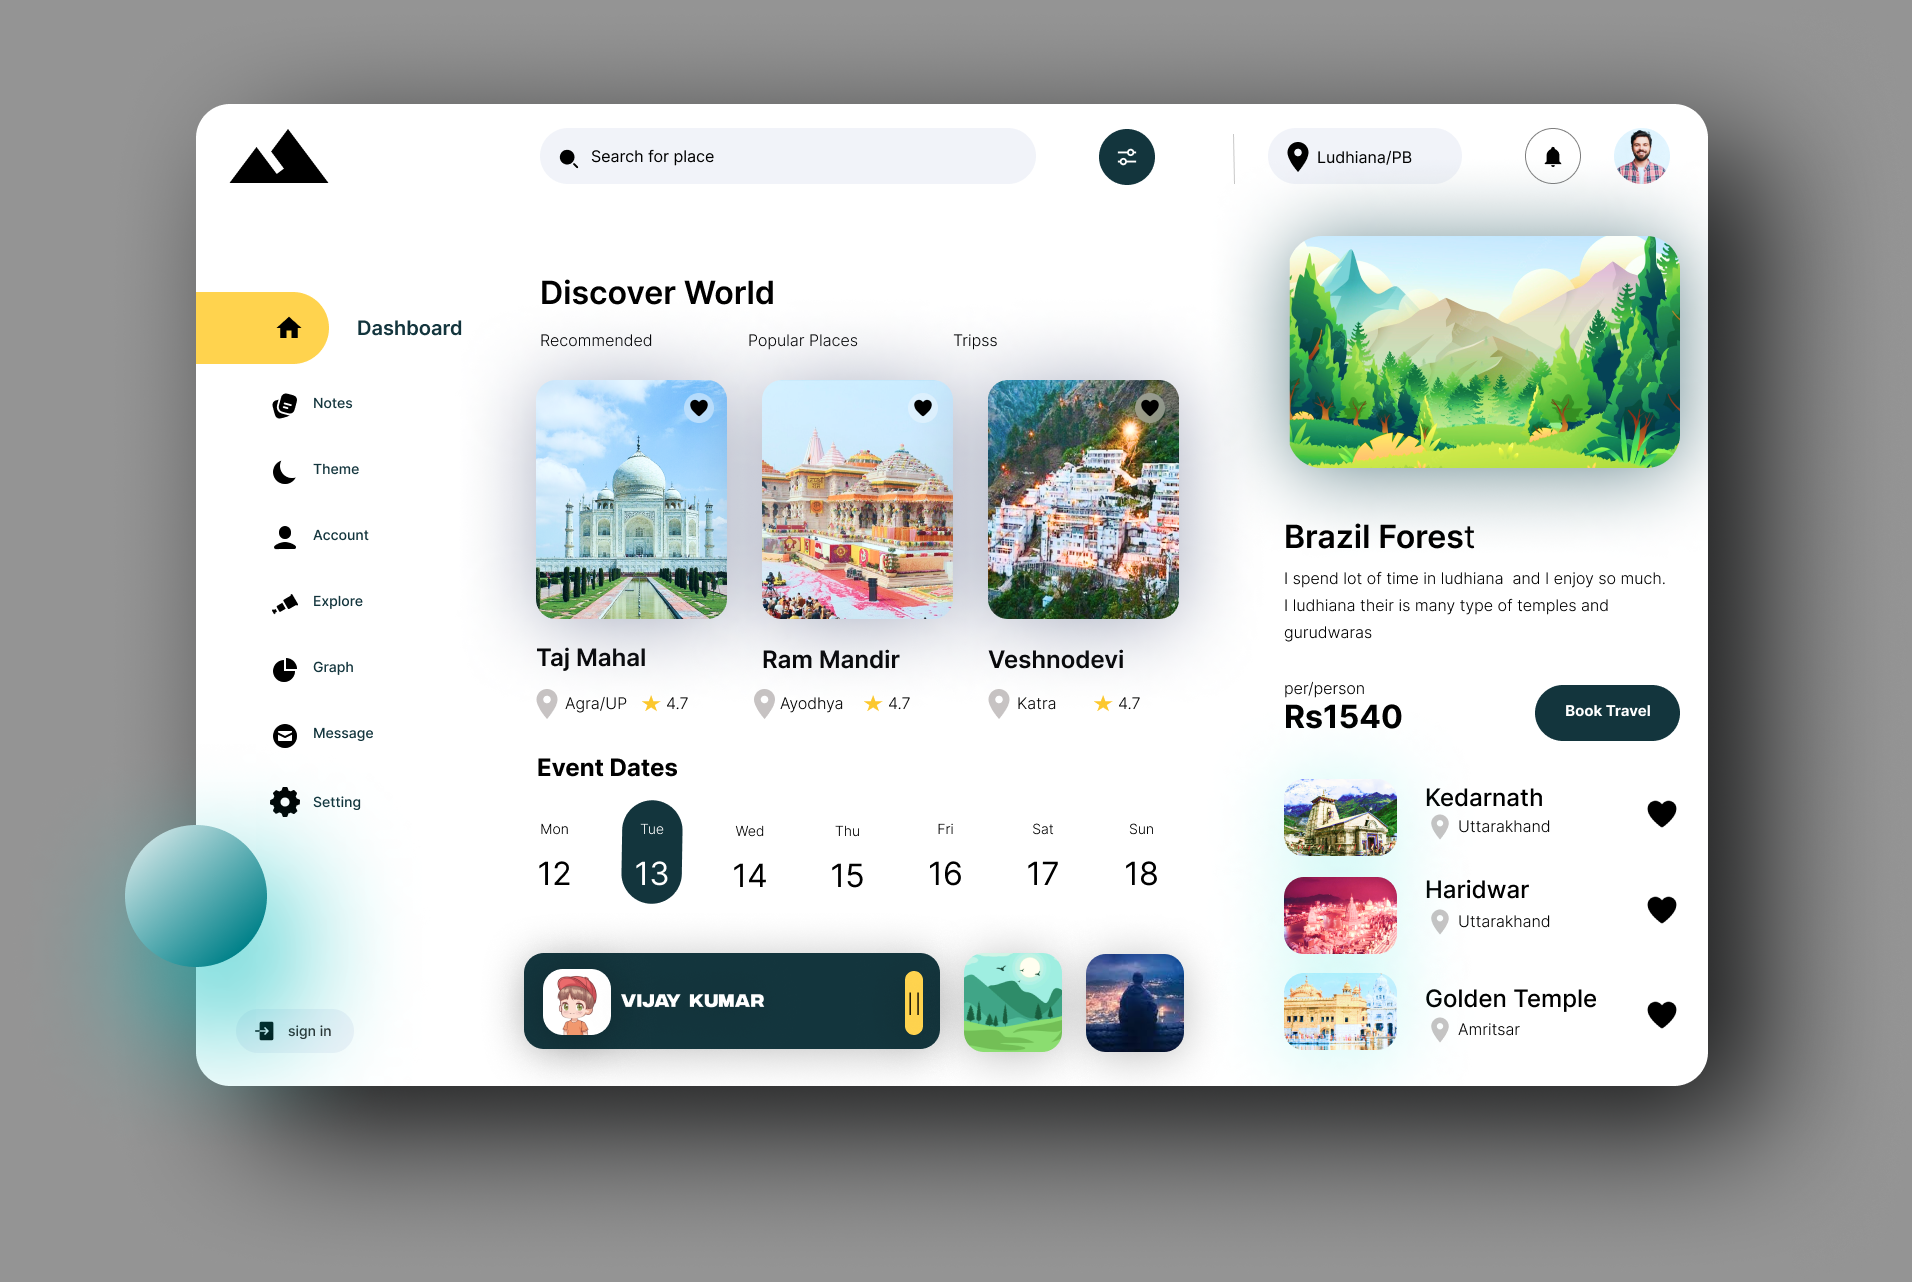 Search for place
Ludhiana/PB
Dashboard
Notes
Theme
Account
Explore
Graph
Message
Setting
sign in
Discover World
Recommended Popular Places Tripss
Taj Mahal
Agra/UP 4.7
Ram Mandir
Ayodhya 4.7
Veshnodevi
Katra 4.7
Event Dates
Mon Tue Wed Thu Fri Sat Sun
12 13 14 15 16 17 18
VIJAY KUMAR
Brazil Forest
I spend lot of time in ludhiana  and I enjoy so much.
I ludhiana their is many type of temples and
gurudwaras
per/person
Rs1540
Book Travel
Kedarnath
Uttarakhand
Haridwar
Uttarakhand
Golden Temple
Amritsar